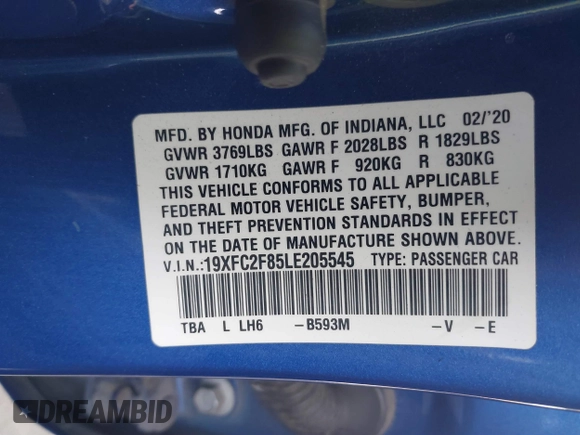 MFD. BY HONDA MFG. OF INDIANA, LLC 02/'20
GVWR 3769LBS GAWR F 2028LBS R 1829LBS
GVWR 1710KG GAWR F 920KG R 830KG
THIS VEHICLE CONFORMS TO ALL APPLICABLE
FEDERAL MOTOR VEHICLE SAFETY, BUMPER,
AND THEFT PREVENTION STANDARDS IN EFFECT
ON THE DATE OF MANUFACTURE SHOWN ABOVE.
V.I.N.:19XFC2F85LE205545 TYPE: PASSENGER CAR
TBA L LH6 -B593M -V -E
DREAMBID